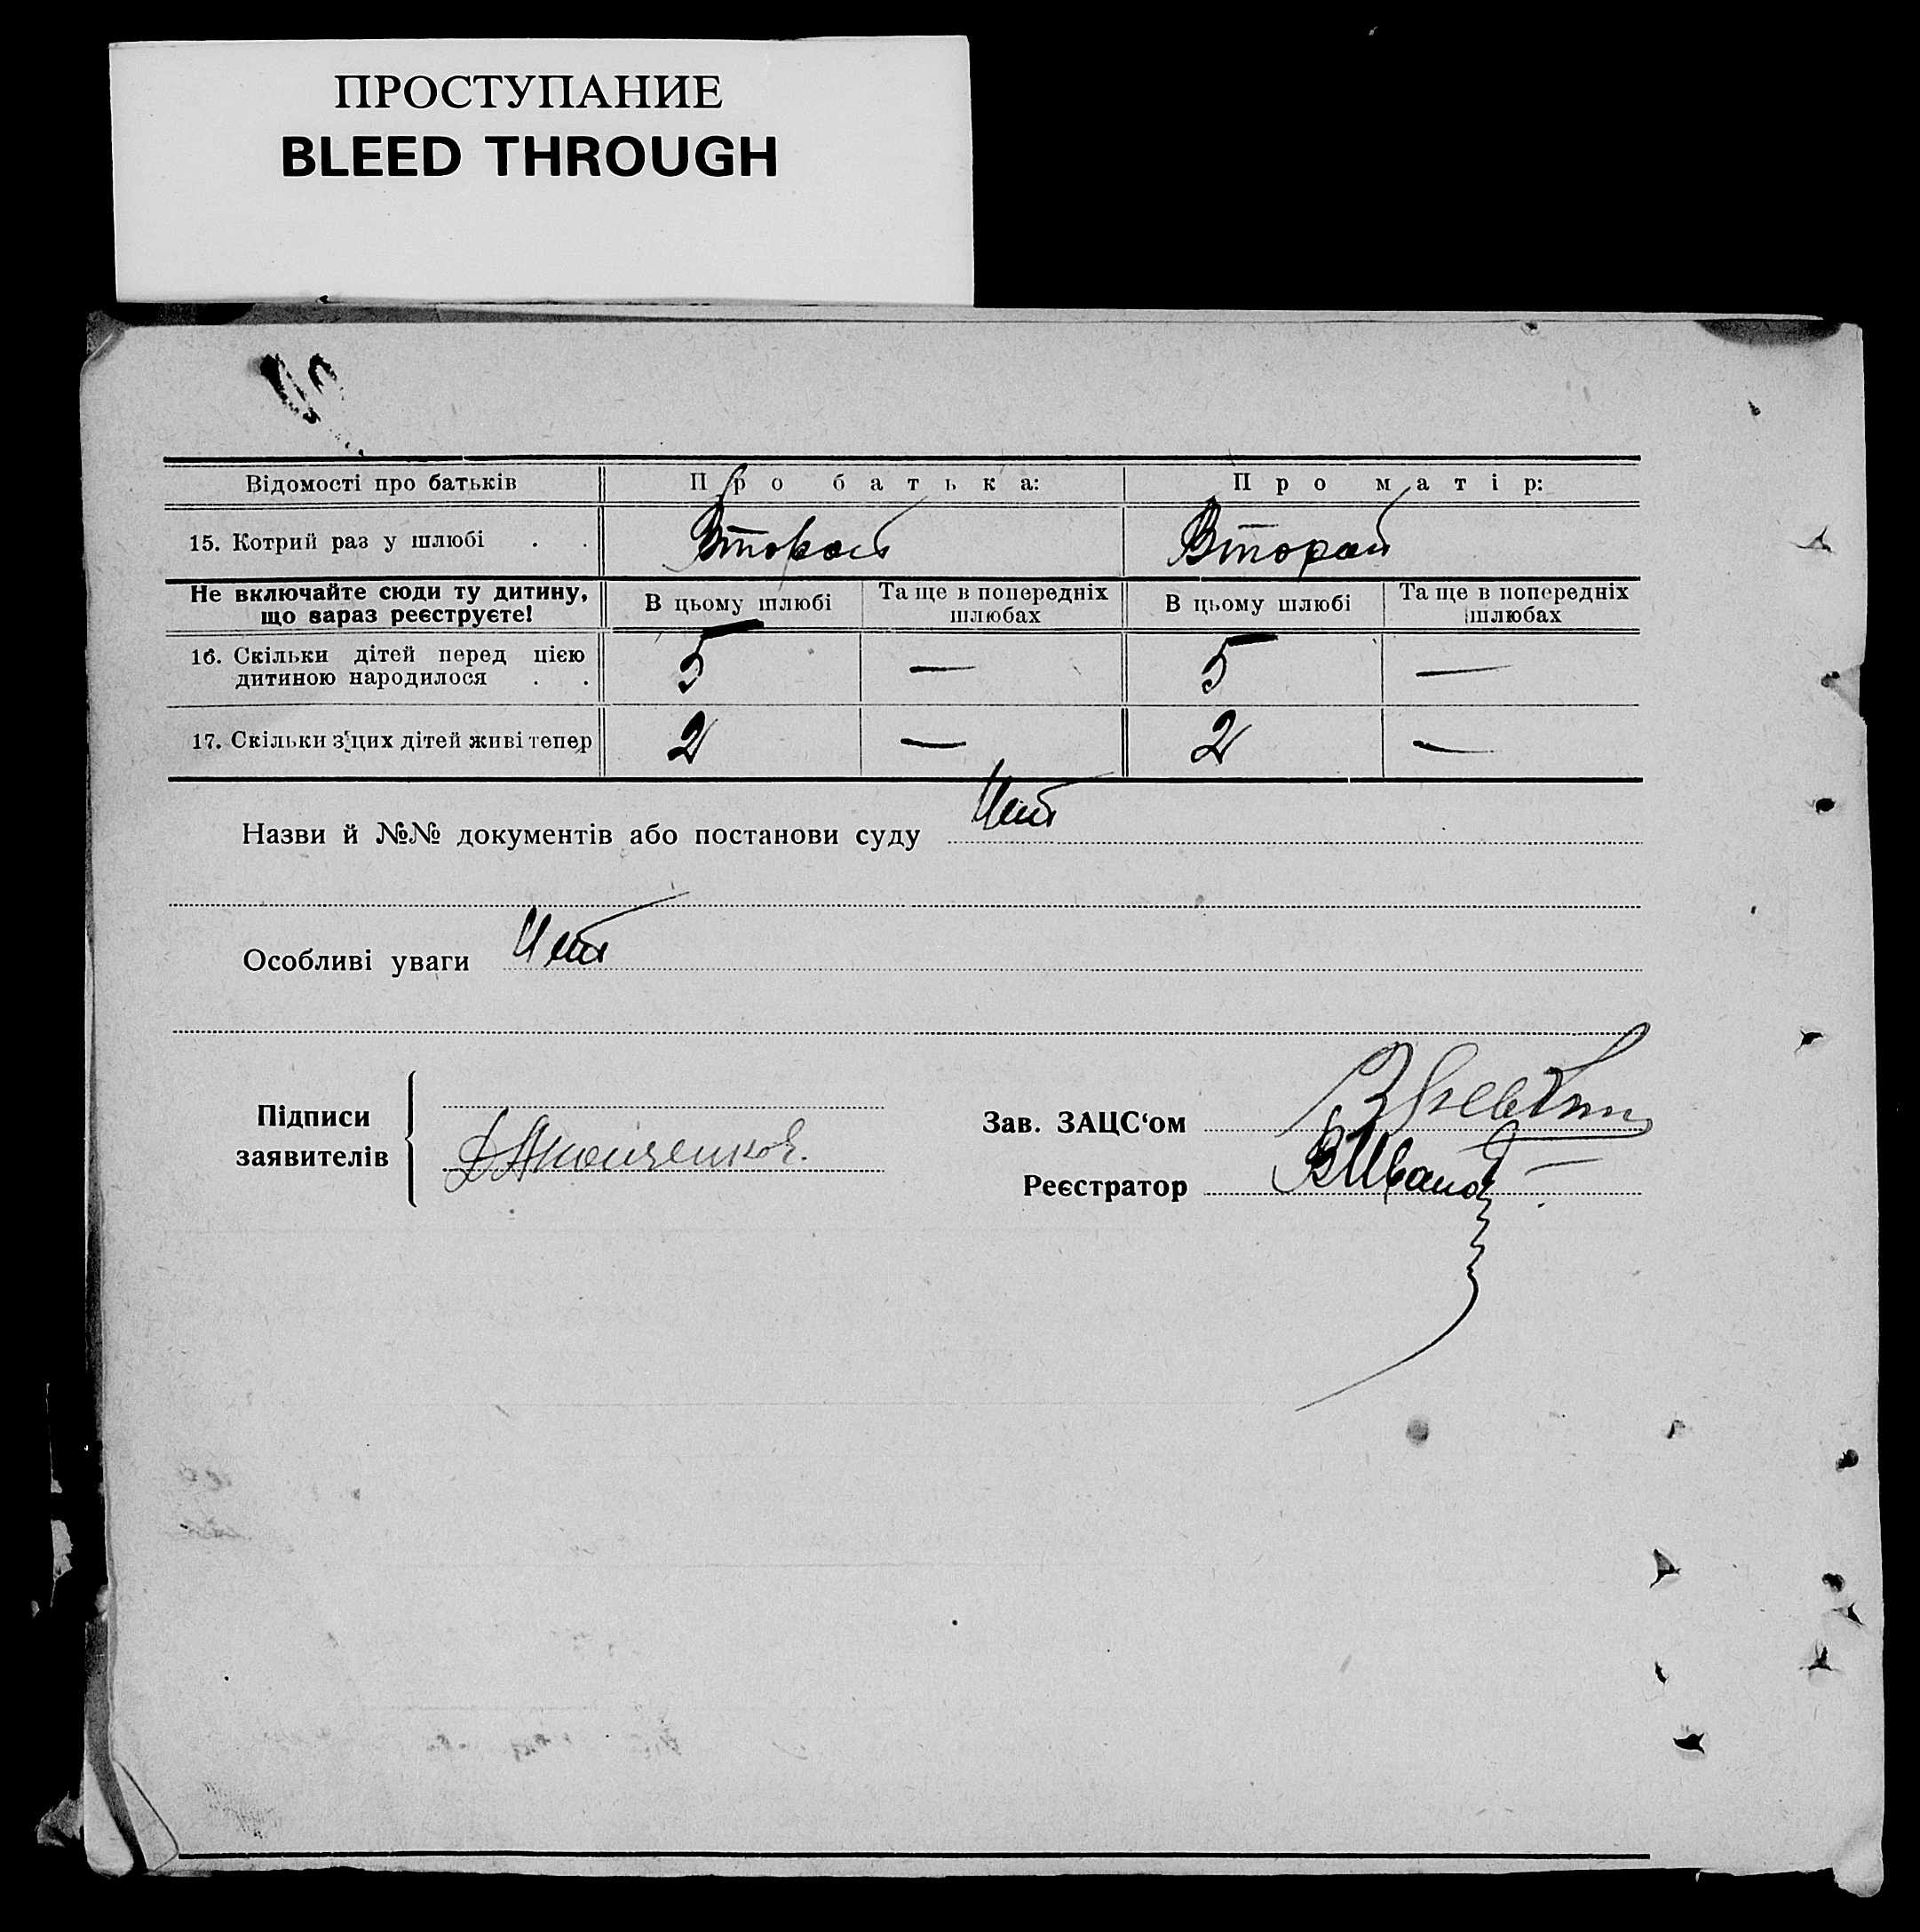 ПРОСТУПАНИЕ
BLEED THROUGH
Відомості про батьків Про батька: Про матір:
15. Котрий раз у шлюбі . . Второй Второй
Не включайте сюди ту дитину, що зараз реєструєте! В цьому шлюбі Та ще в попередніх шлюбах В цьому шлюбі Та ще в попередніх шлюбах
16. Скільки дітей перед цією дитиною народилося . . 5 — 5 —
17. Скільки з цих дітей живі тепер 2 — 2 —
Назви й №№ документів або постанови суду Нет
Особливі уваги Нет
Підписи заявителів
Зав. ЗАЦС‘ом
Реєстратор